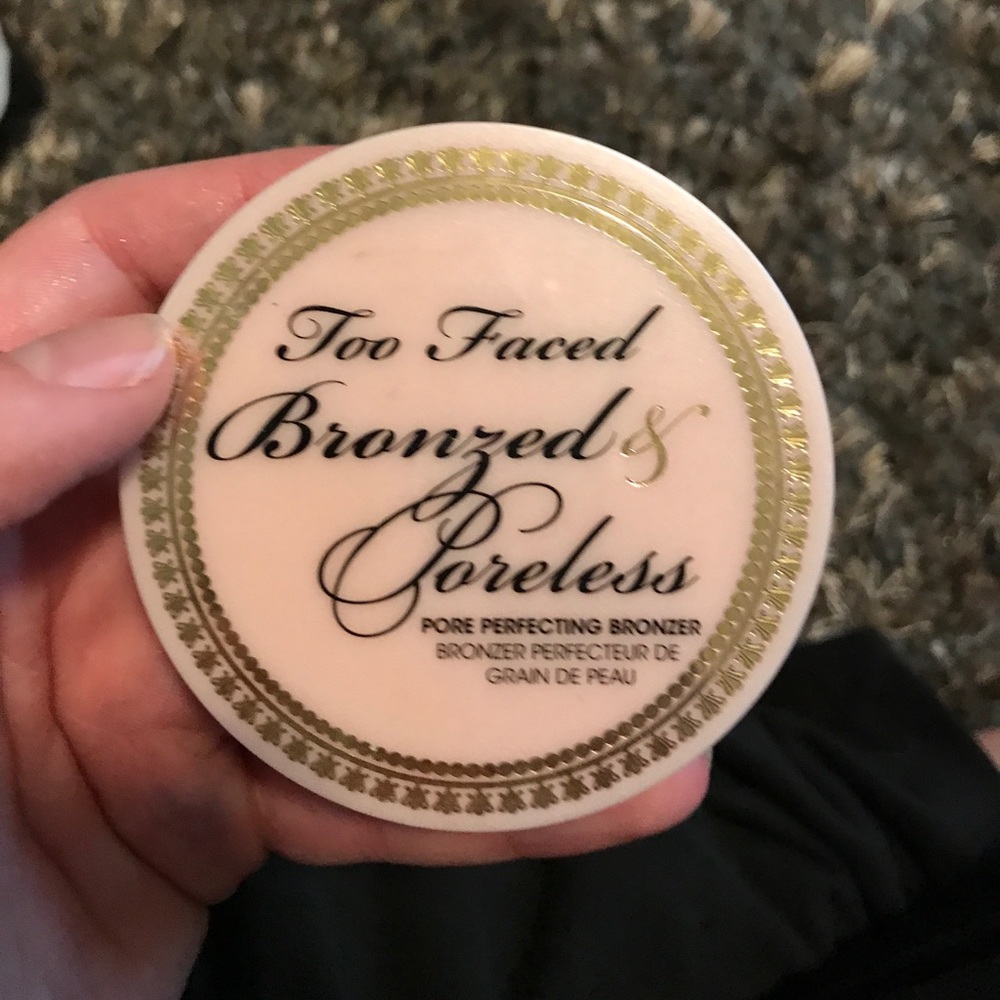 Too Faced
Bronzed &
Poreless
PORE PERFECTING BRONZER
BRONZER PERFECTEUR DE
GRAIN DE PEAU